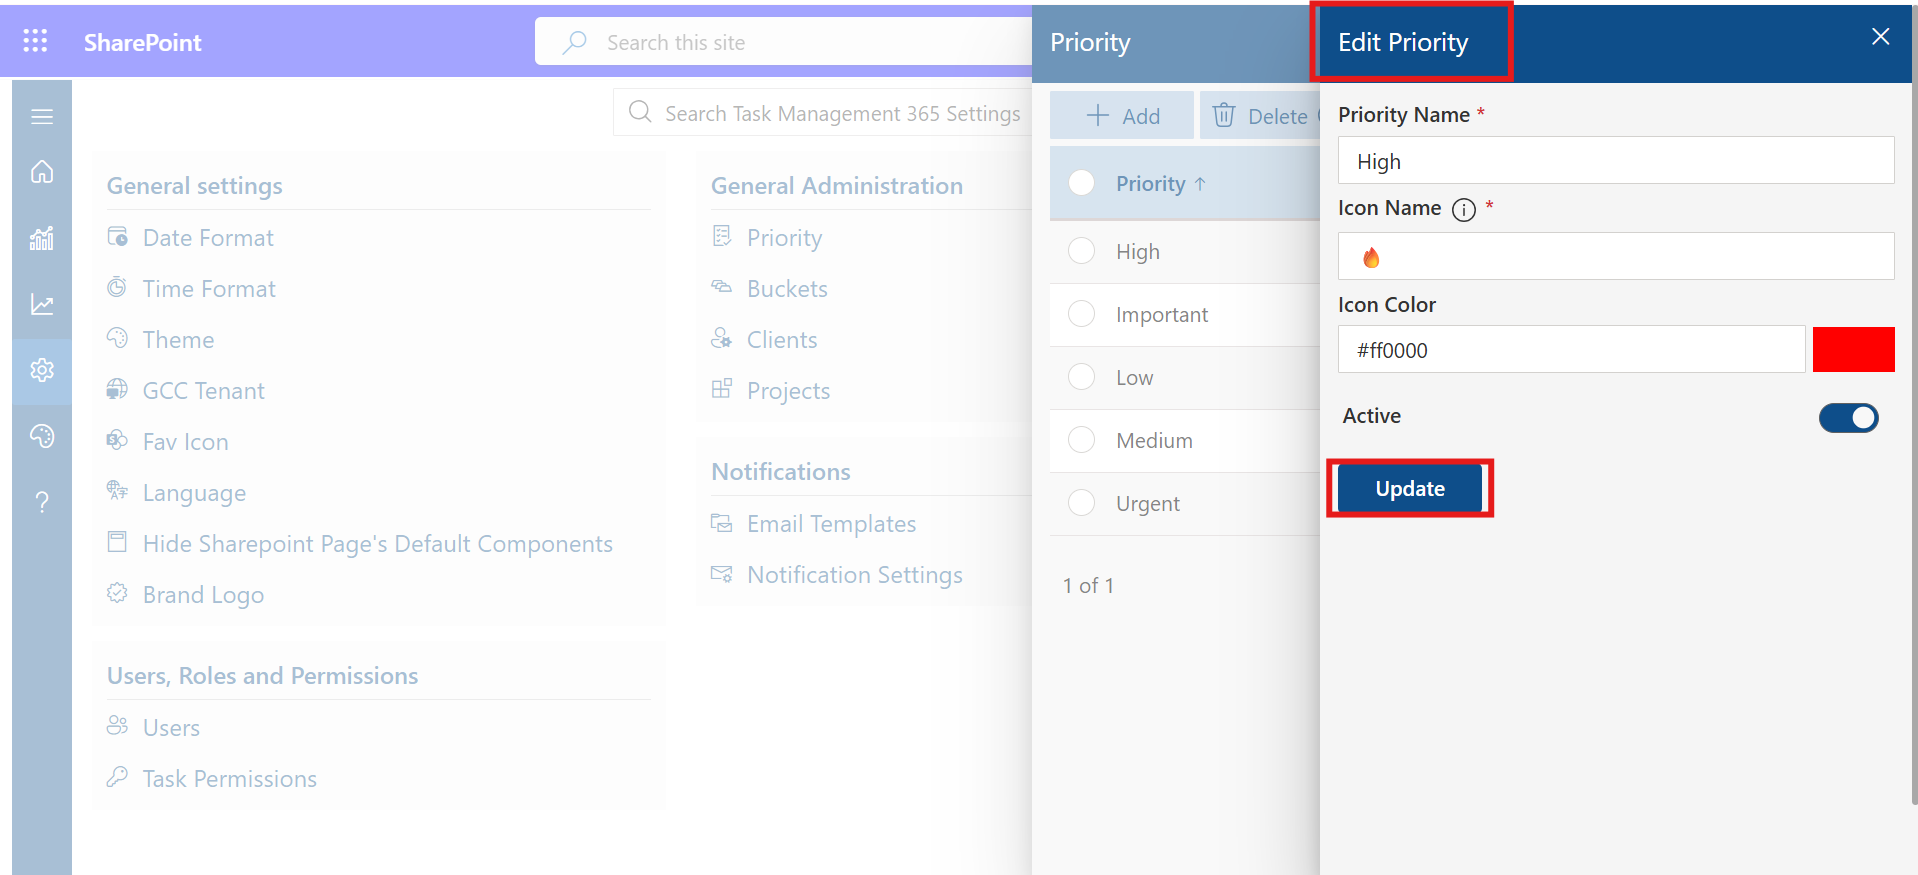 SharePoint
Search this site
Search Task Management 365 Settings
General settings
Date Format
Time Format
Theme
GCC Tenant
Fav Icon
Language
Hide Sharepoint Page's Default Components
Brand Logo
Users, Roles and Permissions
Users
Task Permissions
General Administration
Priority
Buckets
Clients
Projects
Notifications
Email Templates
Notification Settings
Priority
Add
Delete
Priority ↑
High
Important
Low
Medium
Urgent
1 of 1
Edit Priority
Priority Name *
High
Icon Name *
Icon Color
#ff0000
Active
Update